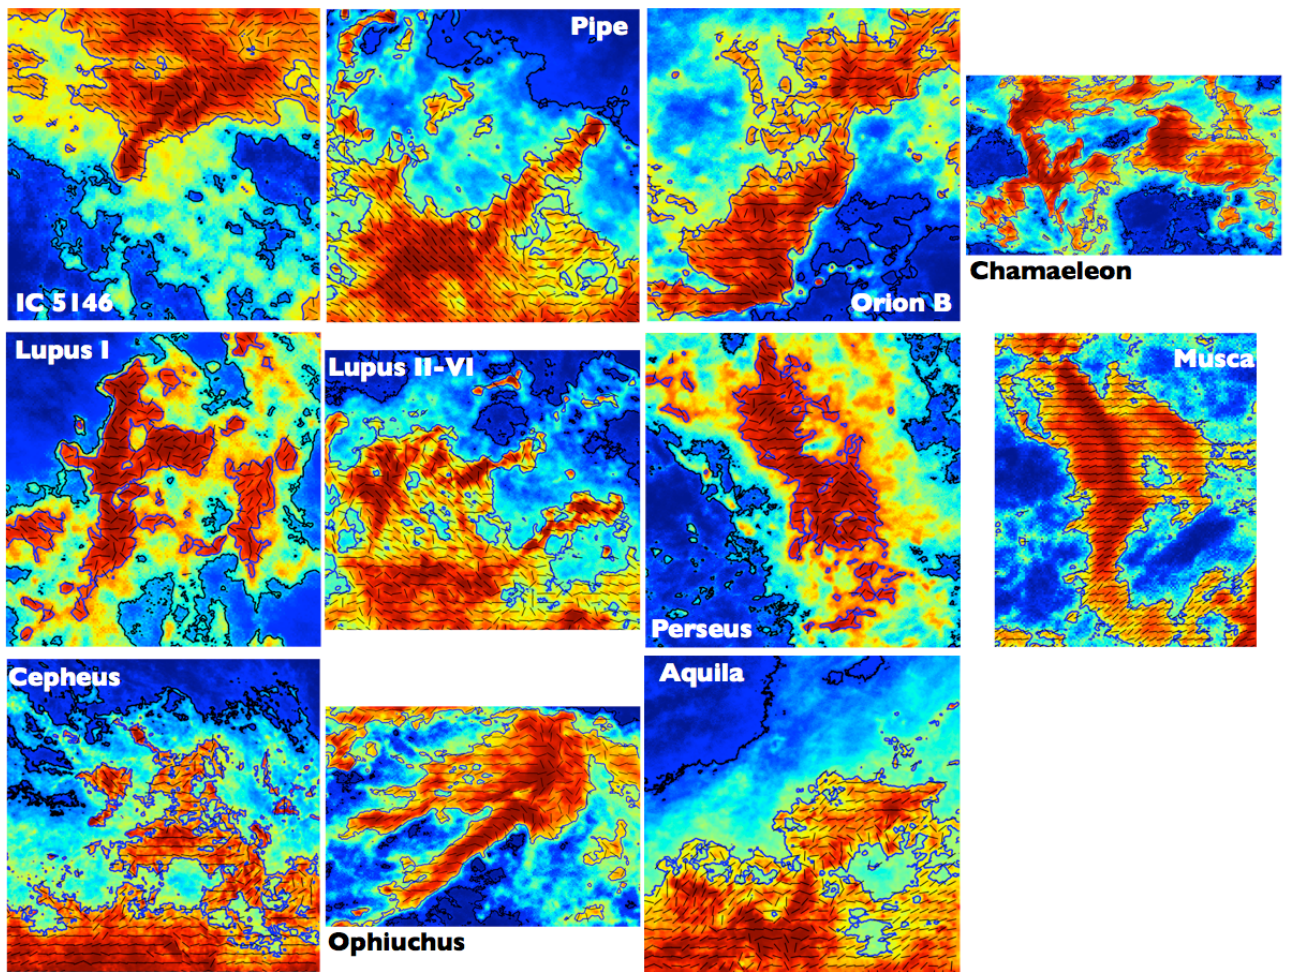 IC 5146
Pipe
Orion B
Chamaeleon
Lupus I
Lupus II-VI
Perseus
Musca
Cepheus
Ophiuchus
Aquila